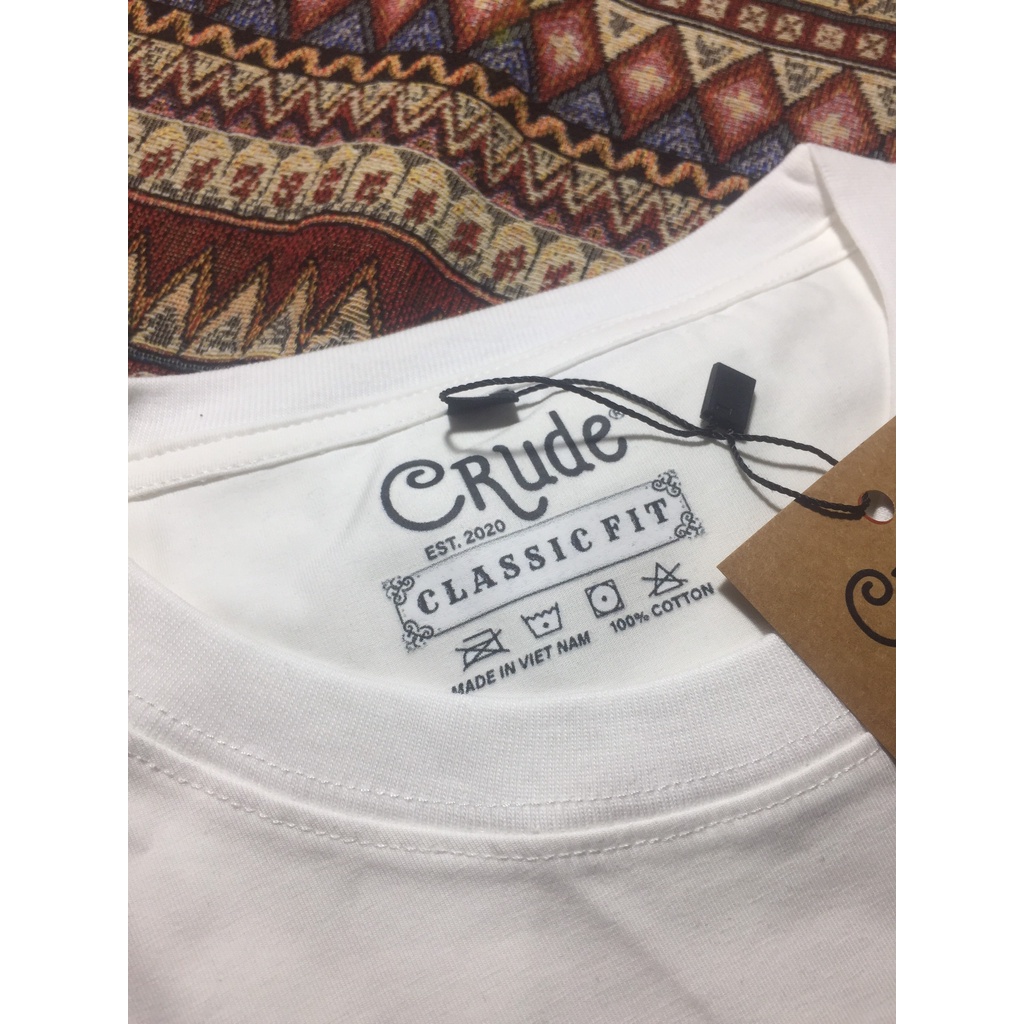 CRude®
EST. 2020
CLASSIC FIT
MADE IN VIET NAM 100% COTTON